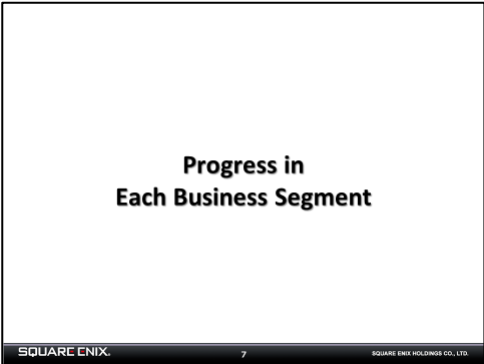 Progress in
Each Business Segment
SQUARE ENIX.
7
SQUARE ENIX HOLDINGS CO., LTD.